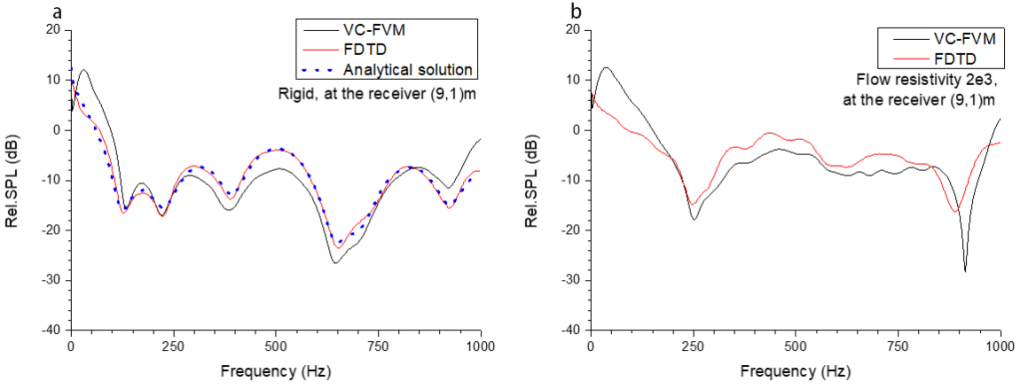 a
VC-FVM
FDTD
Analytical solution
Rigid, at the receiver (9,1)m
20
10
0
-10
-20
-30
-40
Rel.SPL (dB)
0
250
500
750
1000
Frequency (Hz)
b
VC-FVM
FDTD
Flow resistivity 2e3,
at the receiver (9,1)m
20
10
0
-10
-20
-30
-40
Rel.SPL (dB)
0
250
500
750
1000
Frequency (Hz)